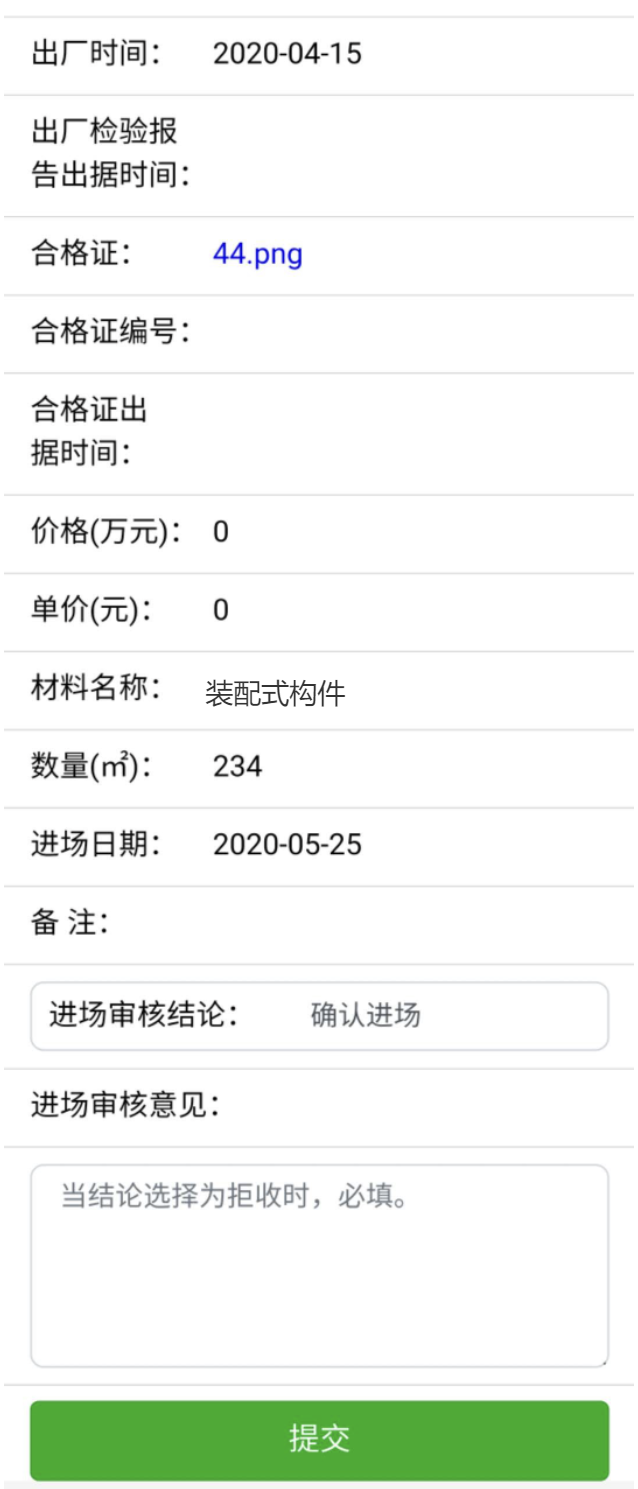 出厂时间： 2020-04-15
出厂检验报
告出据时间：
合格证： 44.png
合格证编号：
合格证出
据时间：
价格(万元)： 0
单价(元)： 0
材料名称： 装配式构件
数量(㎡)： 234
进场日期： 2020-05-25
备 注：
进场审核结论： 确认进场
进场审核意见：
当结论选择为拒收时，必填。
提交